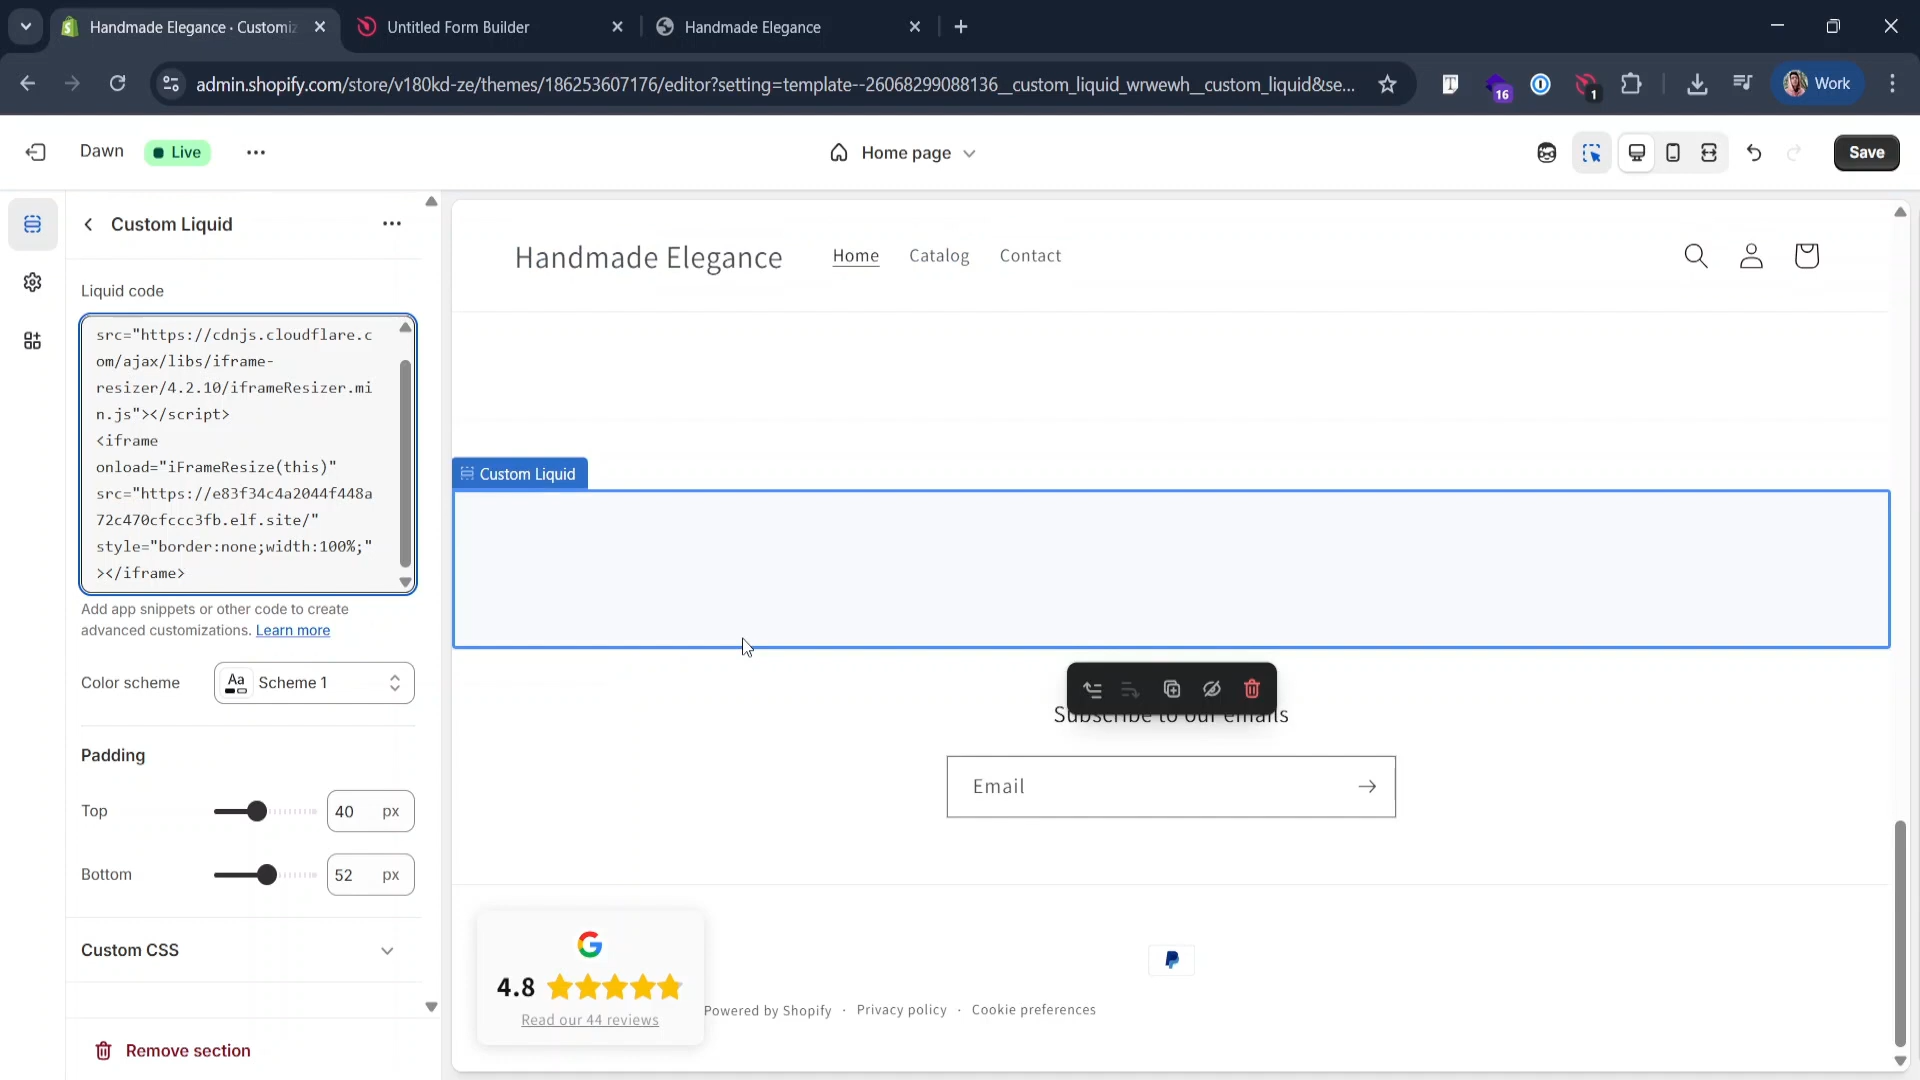 Handmade Elegance · Customiz
Untitled Form Builder
Handmade Elegance
admin.shopify.com/store/v180kd-ze/themes/186253607176/editor?setting=template--26068299088136__custom_liquid_wrwewh__custom_liquid&se...
16
1
Work
Dawn
Live
Home page
Save
Custom Liquid
Liquid code
src="https://cdnjs.cloudflare.c
om/ajax/libs/iframe-
resizer/4.2.10/iframeResizer.mi
n.js"></script>
<iframe
onload="iFrameResize(this)"
src="https://e83f34c4a2044f448a
72c470cfccc3fb.elf.site/"
style="border:none;width:100%;"
></iframe>
Add app snippets or other code to create
advanced customizations. Learn more
Color scheme
Aa
Scheme 1
Padding
Top
40 px
Bottom
52 px
Custom CSS
Remove section
Handmade Elegance
Home
Catalog
Contact
Custom Liquid
Subscribe to our emails
Email
4.8
Read our 44 reviews
Powered by Shopify · Privacy policy · Cookie preferences